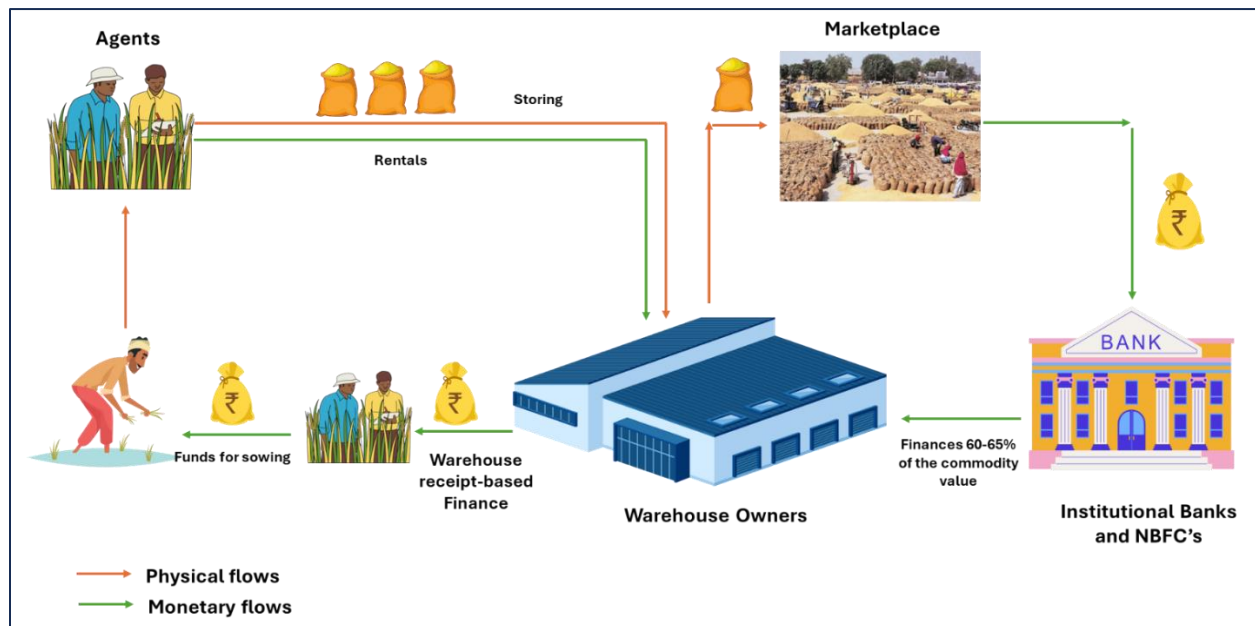 Agents
Marketplace
Storing
Rentals
₹
BANK
₹
₹
Funds for sowing
Warehouse
receipt-based
Finance
Finances 60-65%
of the commodity
value
Warehouse Owners
Institutional Banks
and NBFC's
Physical flows
Monetary flows